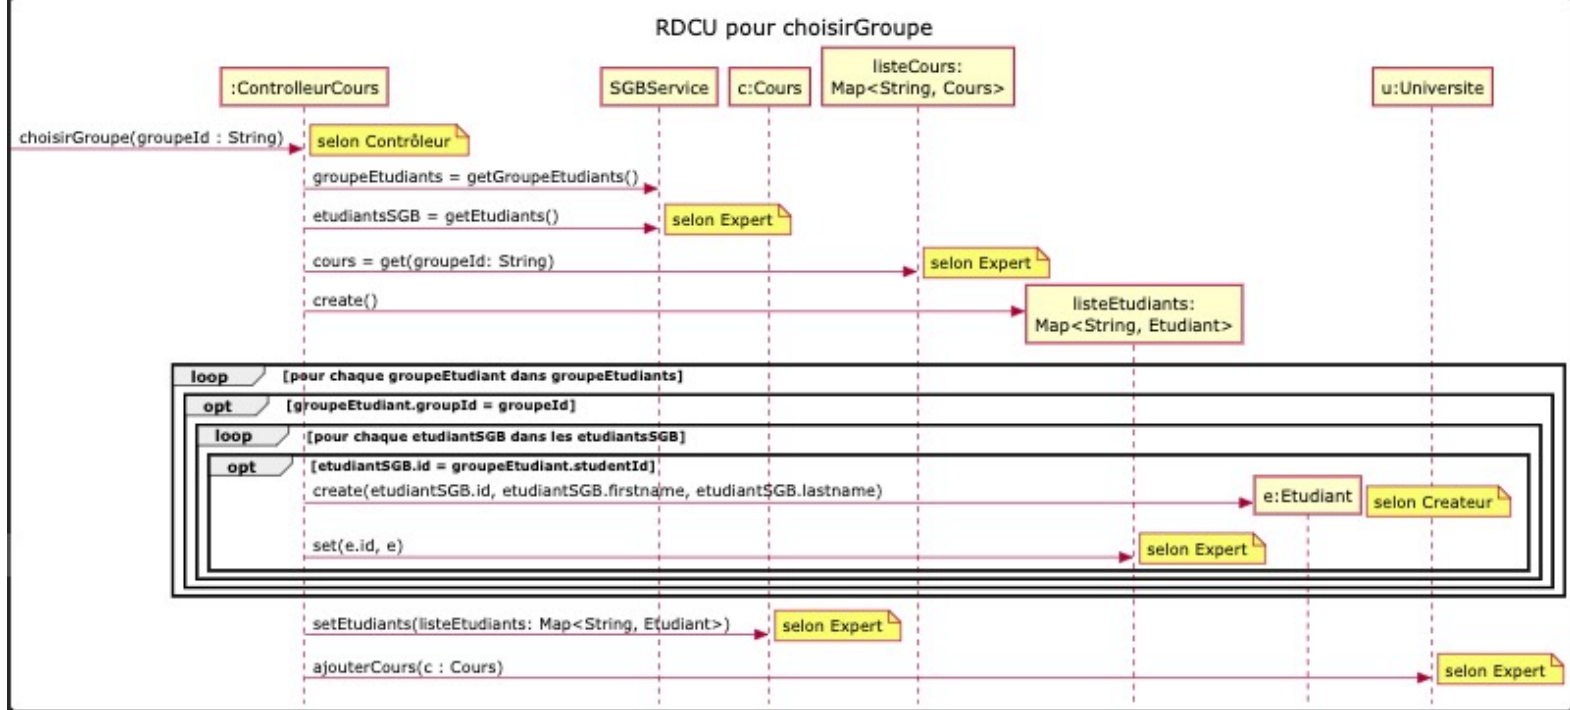 RDCU pour choisirGroupe
:ControlleurCours
SGBService
c:Cours
listeCours:
Map<String, Cours>
u:Universite
choisirGroupe(groupeId : String)
selon Contrôleur
groupeEtudiants = getGroupeEtudiants()
etudiantsSGB = getEtudiants()
selon Expert
cours = get(groupeId: String)
selon Expert
create()
listeEtudiants:
Map<String, Etudiant>
loop [pour chaque groupeEtudiant dans groupeEtudiants]
opt [groupeEtudiant.groupId = groupeId]
loop [pour chaque etudiantSGB dans les etudiantsSGB]
opt [etudiantSGB.id = groupeEtudiant.studentId]
create(etudiantSGB.id, etudiantSGB.firstname, etudiantSGB.lastname)
e:Etudiant
selon Createur
set(e.id, e)
selon Expert
setEtudiants(listeEtudiants: Map<String, Etudiant>)
selon Expert
ajouterCours(c : Cours)
selon Expert